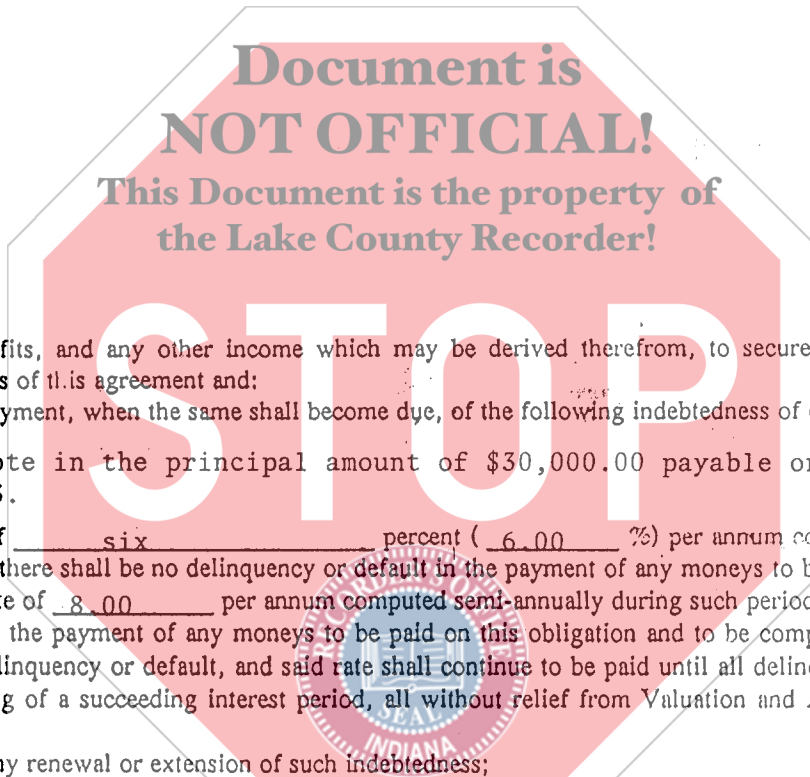 Document is
NOT OFFICIAL!
This Document is the property of
the Lake County Recorder!
STOP
fits, and any other income which may be derived therefrom, to secure
s of this agreement and:
yment, when the same shall become due, of the following indebtedness of
te in the principal amount of $30,000.00 payable or
s.
f six percent ( 6.00 %) per annum co
there shall be no delinquency or default in the payment of any moneys to b
te of 8.00 per annum computed semi-annually during such period
the payment of any moneys to be paid on this obligation and to be comp
linquency or default, and said rate shall continue to be paid until all delin
g of a succeeding interest period, all without relief from Valuation and
SEAL
INDIANA
y renewal or extension of such indebtedness;